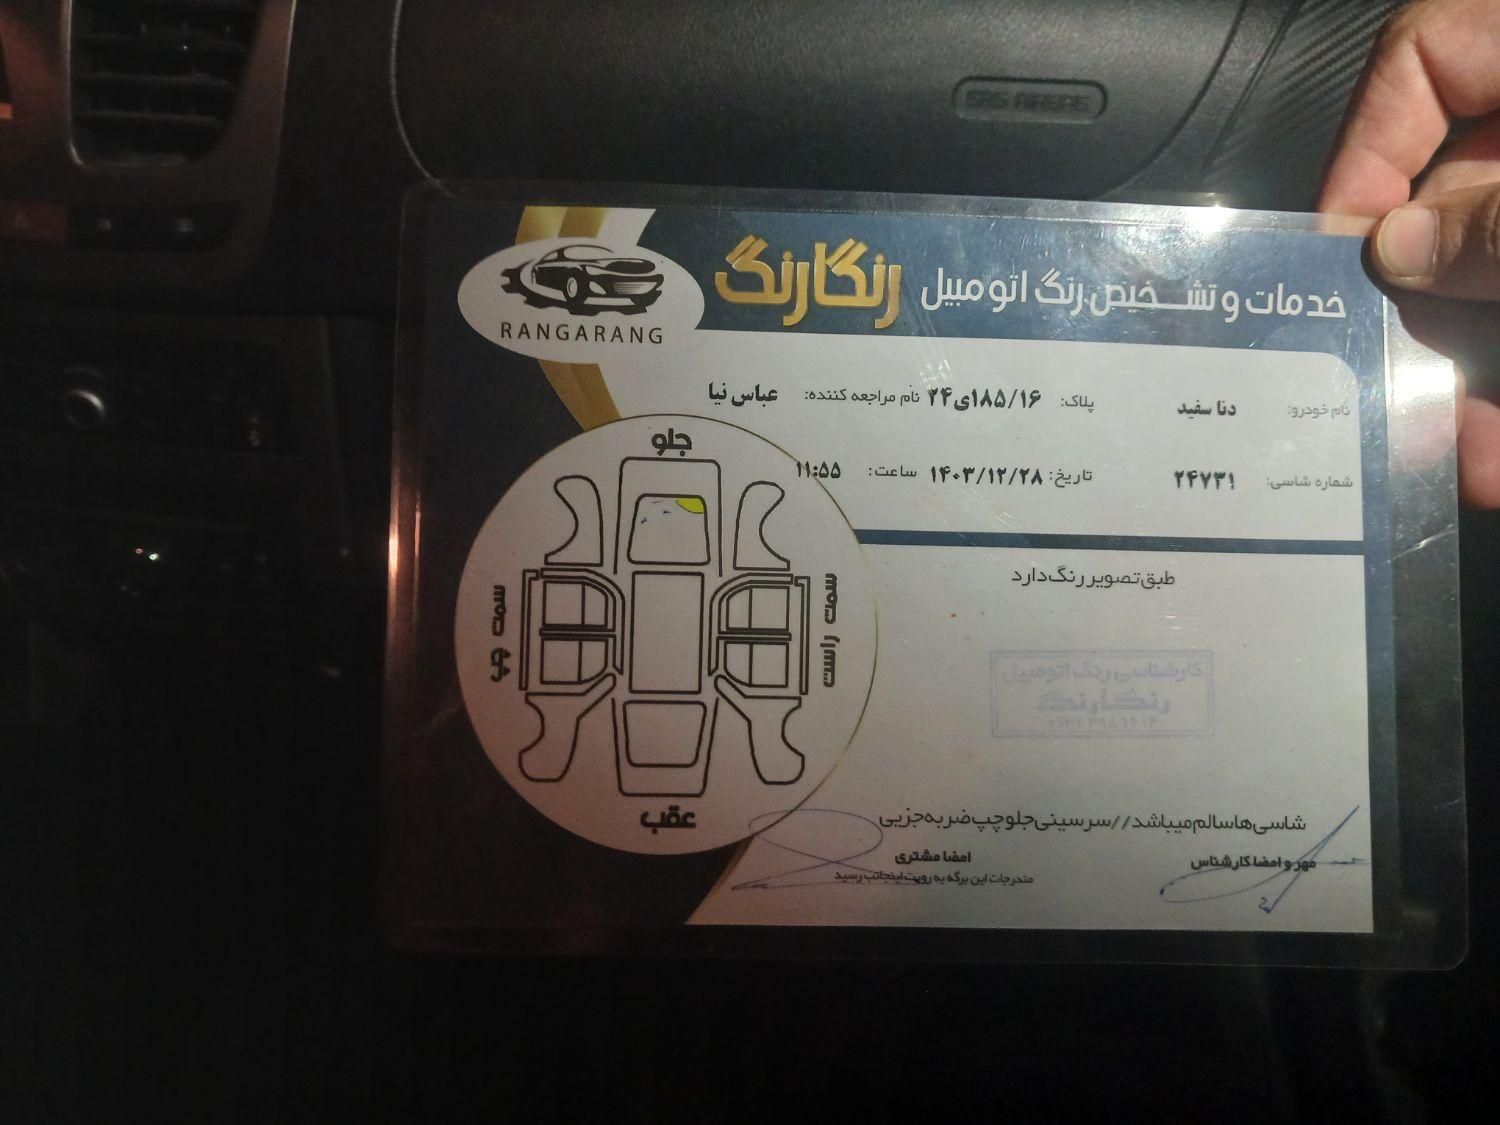 SRS AIRBAG
خدمات و تشخیص رنگ اتومبیل رنگارنگ
RANGARANG
نام خودرو: دنا سفید پلاک: ۱۶/۱۸۵ی۲۴ نام مراجعه کننده: عباس نیا
شماره شاسی: ۲۴۷۳۱ تاریخ: ۱۴۰۳/۱۲/۲۸ ساعت: ۱۱:۵۵
جلو
سمت چپ
سمت راست
عقب
طبق تصویر رنگ دارد
کارشناسی رنگ اتومبیل
رنگارنگ
شاسی ها سالم میباشد//سرسینی جلو چپ ضربه جزیی
مهر و امضا کارشناس
امضا مشتری
مندرجات این برگه به رویت اینجانب رسید